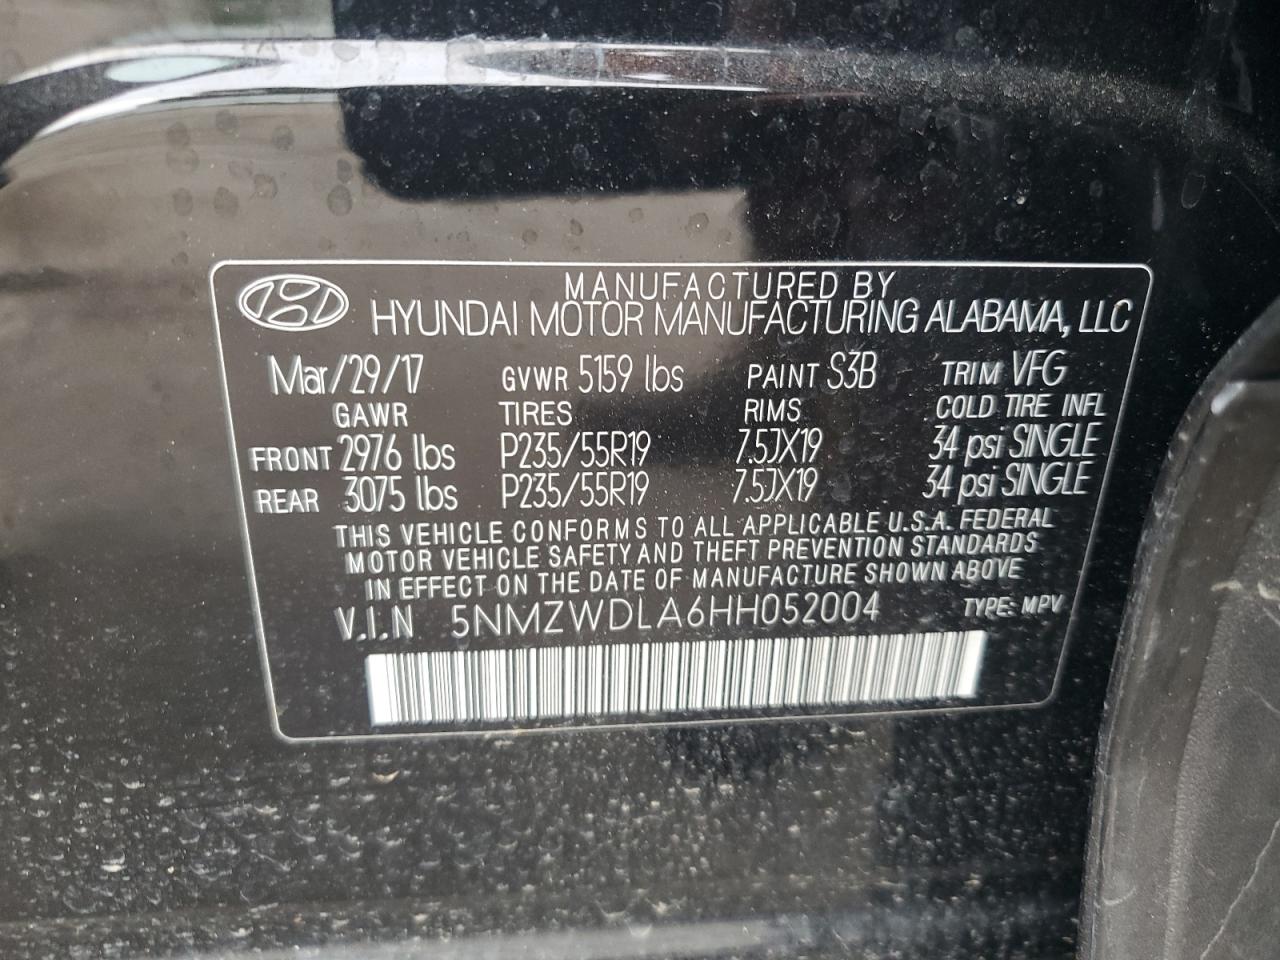 MANUFACTURED BY
HYUNDAI MOTOR MANUFACTURING ALABAMA, LLC
Mar/29/17 GVWR 5159 lbs PAINT S3B TRIM VFG
GAWR TIRES RIMS COLD TIRE INFL
FRONT 2976 lbs P235/55R19 7.5JX19 34 psi SINGLE
REAR 3075 lbs P235/55R19 7.5JX19 34 psi SINGLE
THIS VEHICLE CONFORMS TO ALL APPLICABLE U.S.A. FEDERAL
MOTOR VEHICLE SAFETY AND THEFT PREVENTION STANDARDS
IN EFFECT ON THE DATE OF MANUFACTURE SHOWN ABOVE
V.I.N 5NMZWDLA6HH052004 TYPE: MPV